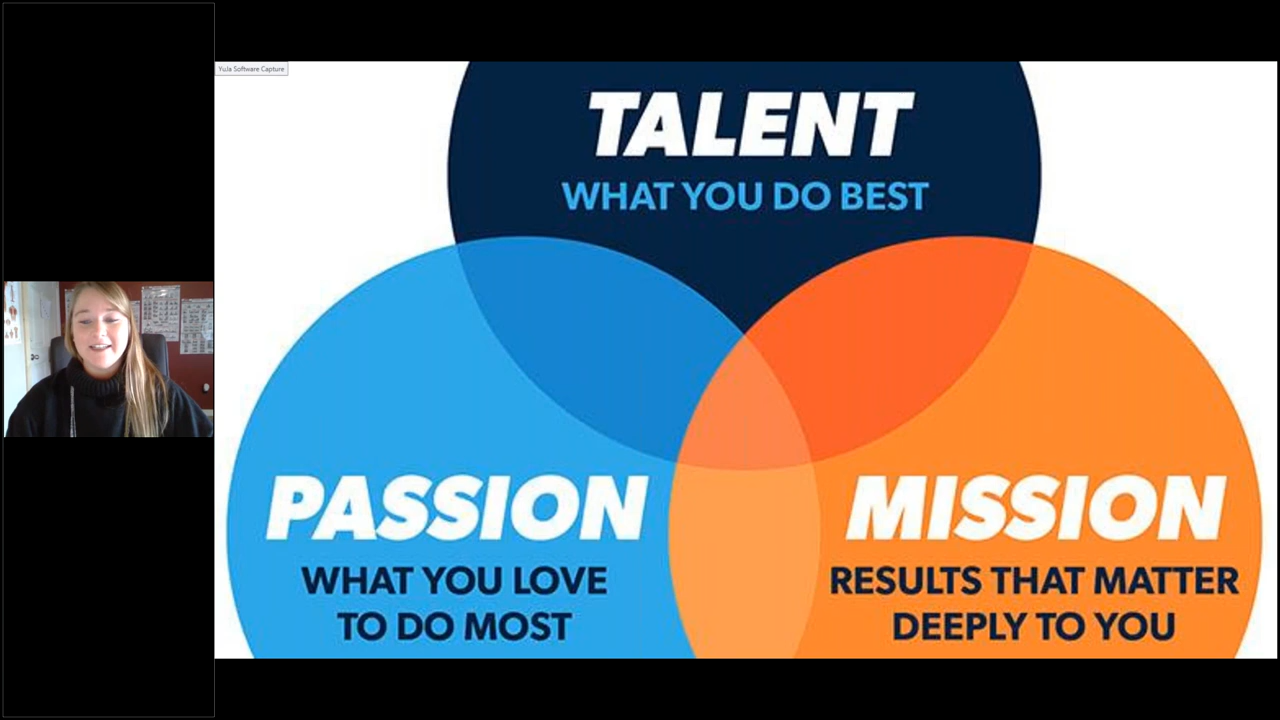 YuJa Software Capture
TALENT
WHAT YOU DO BEST
PASSION
WHAT YOU LOVE
TO DO MOST
MISSION
RESULTS THAT MATTER
DEEPLY TO YOU